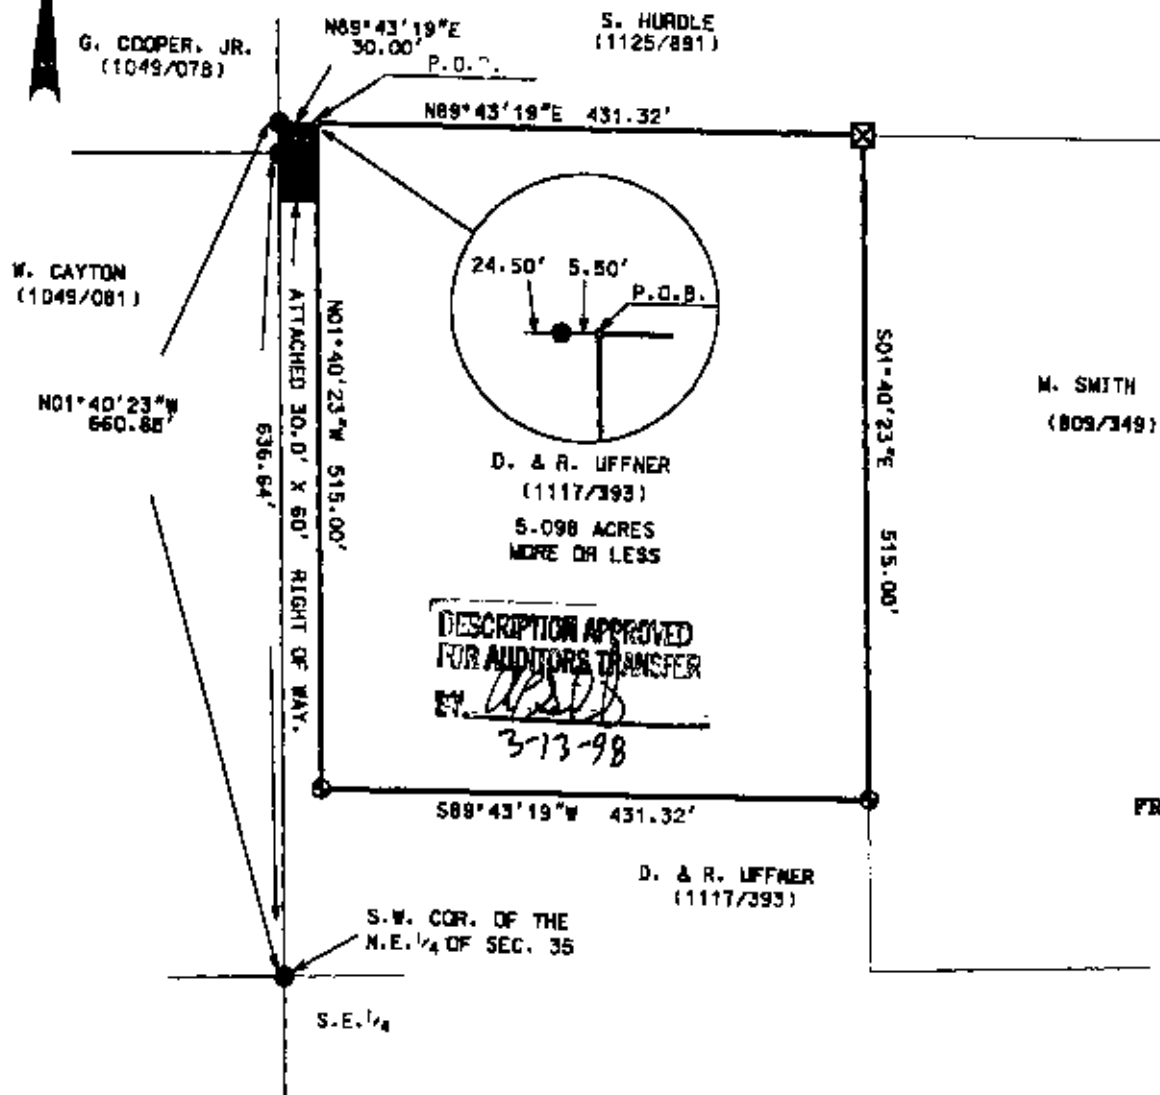 N89°43'19"E
30.00'
S. HURDLE
(1125/891)
G. COOPER, JR.
(1049/078)
P.O.
N89°43'19"E 431.32'
24.50' 5.50'
P.O.B.
W. CAYTON
(1049/081)
N01°40'23"W
660.88'
636.64'
ATTACHED 30.0' X 60' RIGHT OF WAY.
N01°40'23"W 515.00'
S01°40'23"E 515.00'
M. SMITH
(809/349)
D. & R. UFFNER
(1117/393)
5.098 ACRES
MORE OR LESS
DESCRIPTION APPROVED
FOR AUDITORS TRANSFER
BY.
3-13-98
S89°43'19"W 431.32'
FR
D. & R. UFFNER
(1117/393)
S.W. COR. OF THE
N.E. 1/4 OF SEC. 35
S.E. 1/4